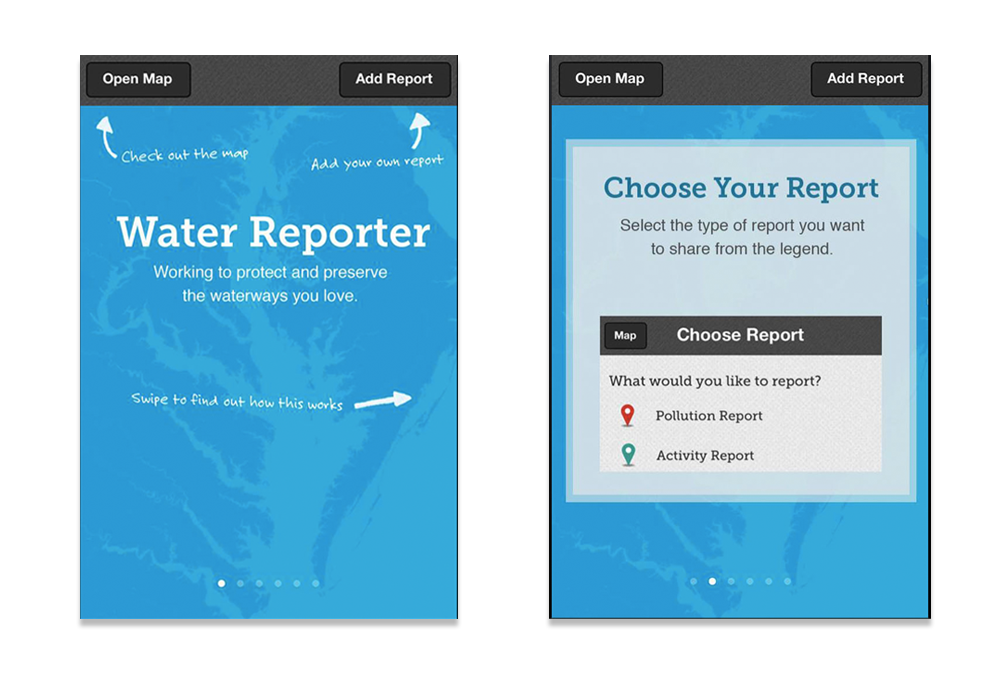 Open Map
Add Report
Check out the map
Add your own report
Water Reporter
Working to protect and preserve
the waterways you love.
Swipe to find out how this works
Open Map
Add Report
Choose Your Report
Select the type of report you want
to share from the legend.
Map
Choose Report
What would you like to report?
Pollution Report
Activity Report